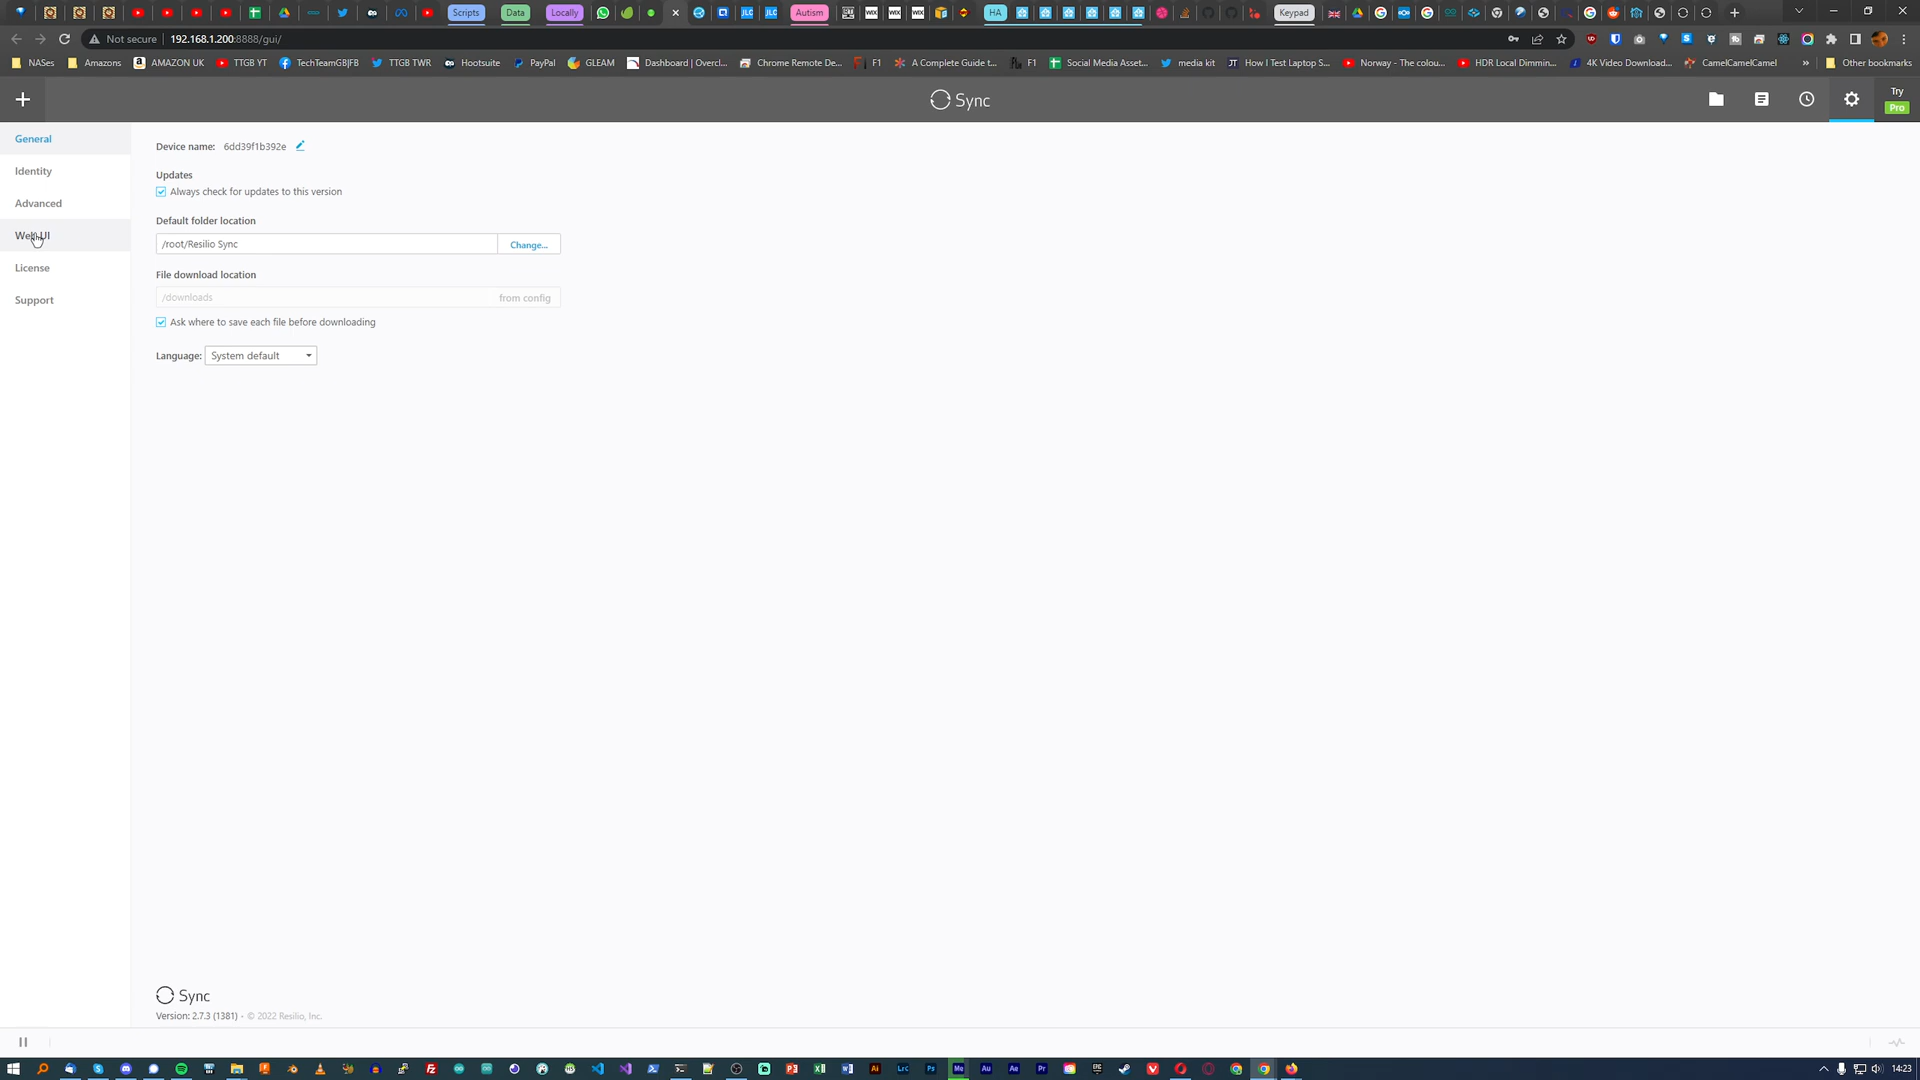 Scripts
Data
Locally
Autism
HA
Keypad
Not secure
192.168.1.200:8888/gui/
NASes
Amazons
AMAZON UK
TTGB YT
TechTeamGB|FB
TTGB TWR
Hootsuite
PayPal
GLEAM
Dashboard | Overcl...
Chrome Remote De...
F1
A Complete Guide t...
F1
Social Media Asset...
media kit
How I Test Laptop S...
Norway - The colou...
HDR Local Dimmin...
4K Video Download...
CamelCamelCamel
Other bookmarks
Sync
Try
Pro
General
Identity
Advanced
Web UI
License
Support
Device name: 6dd39f1b392e
Updates
Always check for updates to this version
Default folder location
/root/Resilio Sync
Change...
File download location
/downloads
from config
Ask where to save each file before downloading
Language: System default
Sync
Version: 2.7.3 (1381) • © 2022 Resilio, Inc.
14:23